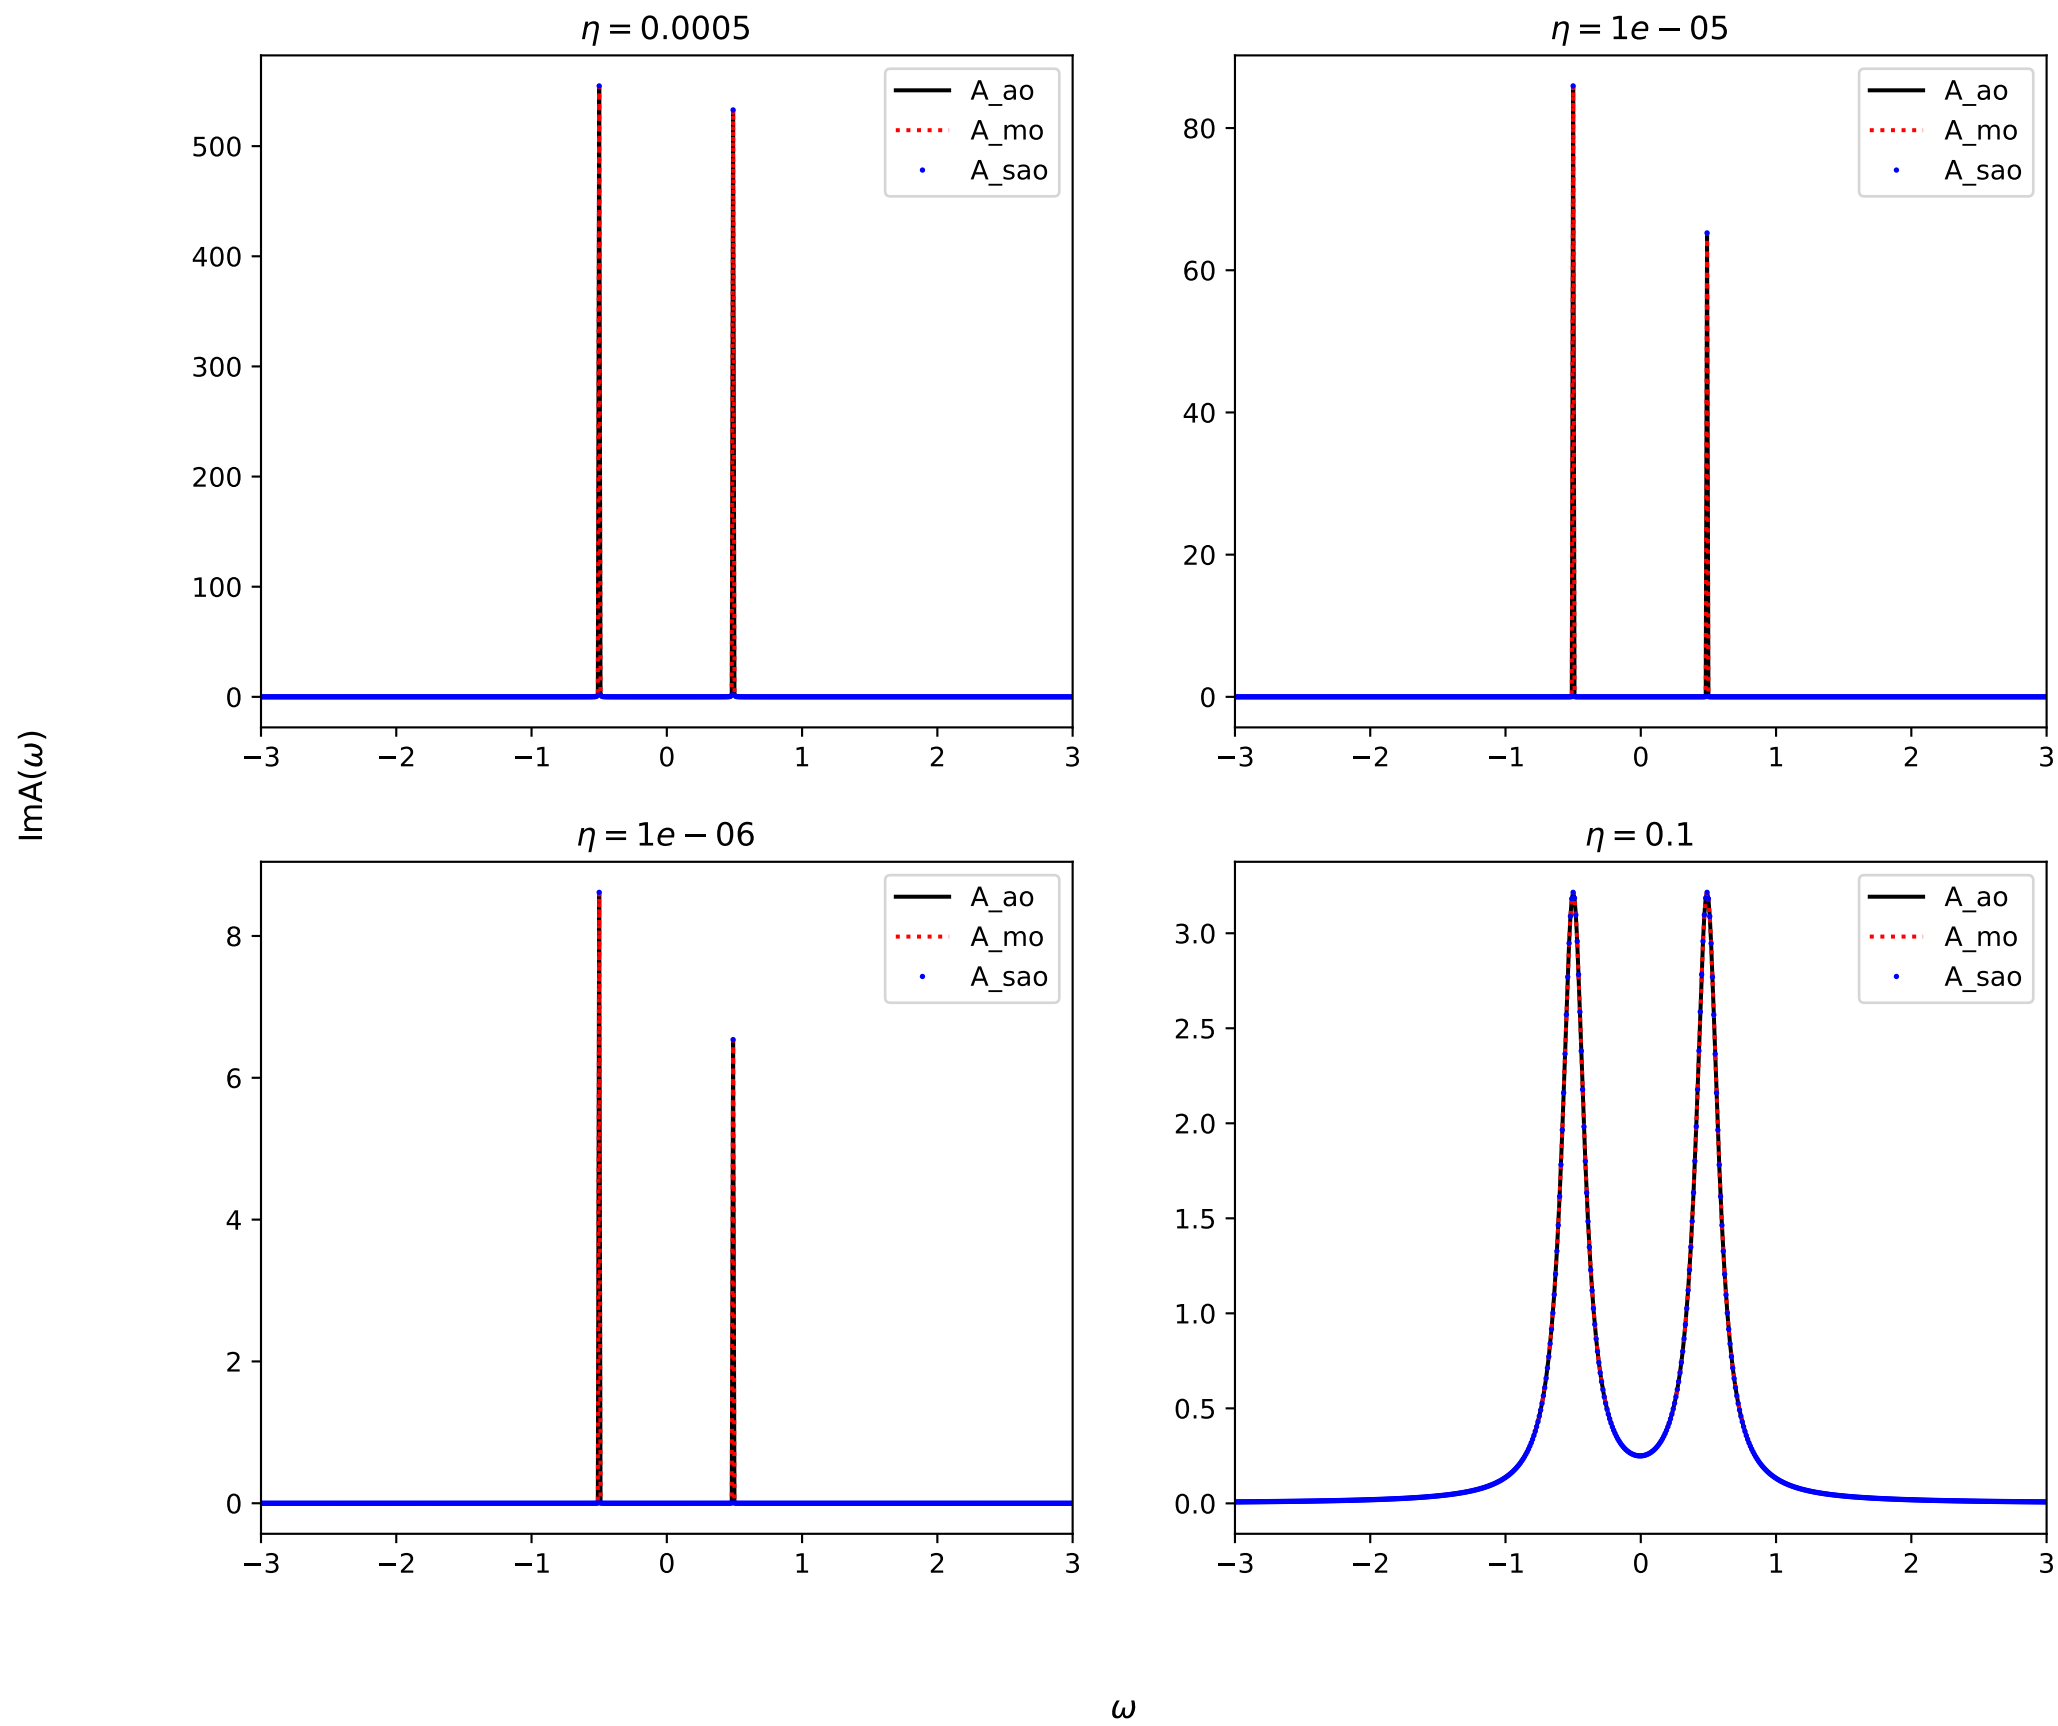 η = 0.0005
500
400
300
200
100
0
−3 −2 −1 0 1 2 3
A_ao
A_mo
A_sao
η = 1e − 05
80
60
40
20
0
−3 −2 −1 0 1 2 3
A_ao
A_mo
A_sao
ImA(ω)
η = 1e − 06
8
6
4
2
0
−3 −2 −1 0 1 2 3
A_ao
A_mo
A_sao
η = 0.1
3.0
2.5
2.0
1.5
1.0
0.5
0.0
−3 −2 −1 0 1 2 3
A_ao
A_mo
A_sao
ω